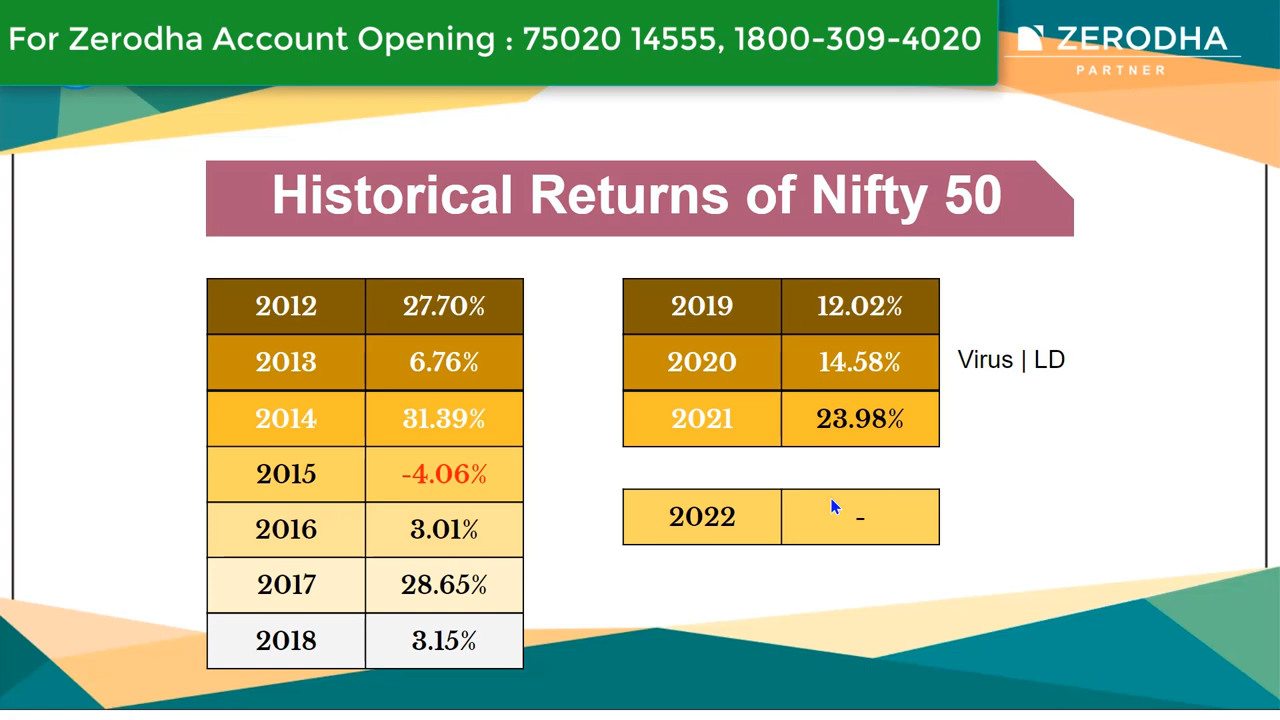 For Zerodha Account Opening : 75020 14555, 1800-309-4020
ZERODHA
PARTNER
Historical Returns of Nifty 50
2012 27.70%
2013 6.76%
2014 31.39%
2015 -4.06%
2016 3.01%
2017 28.65%
2018 3.15%
2019 12.02%
2020 14.58% Virus | LD
2021 23.98%
2022 -